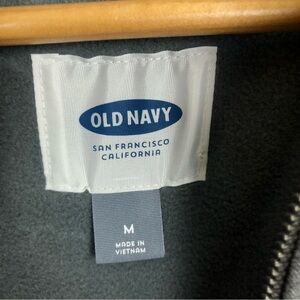 OLD NAVY
SAN FRANCISCO
CALIFORNIA
M
MADE IN
VIETNAM